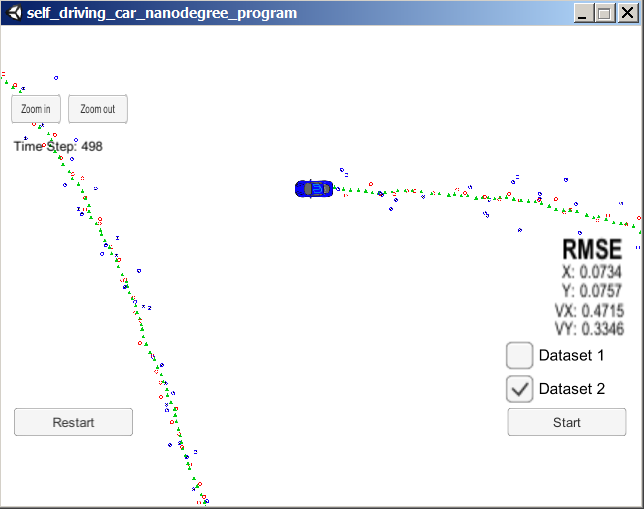 self_driving_car_nanodegree_program
Zoom in
Zoom out
Time Step: 498
RMSE
X: 0.0734
Y: 0.0757
VX: 0.4715
VY: 0.3346
Dataset 1
Dataset 2
Restart
Start